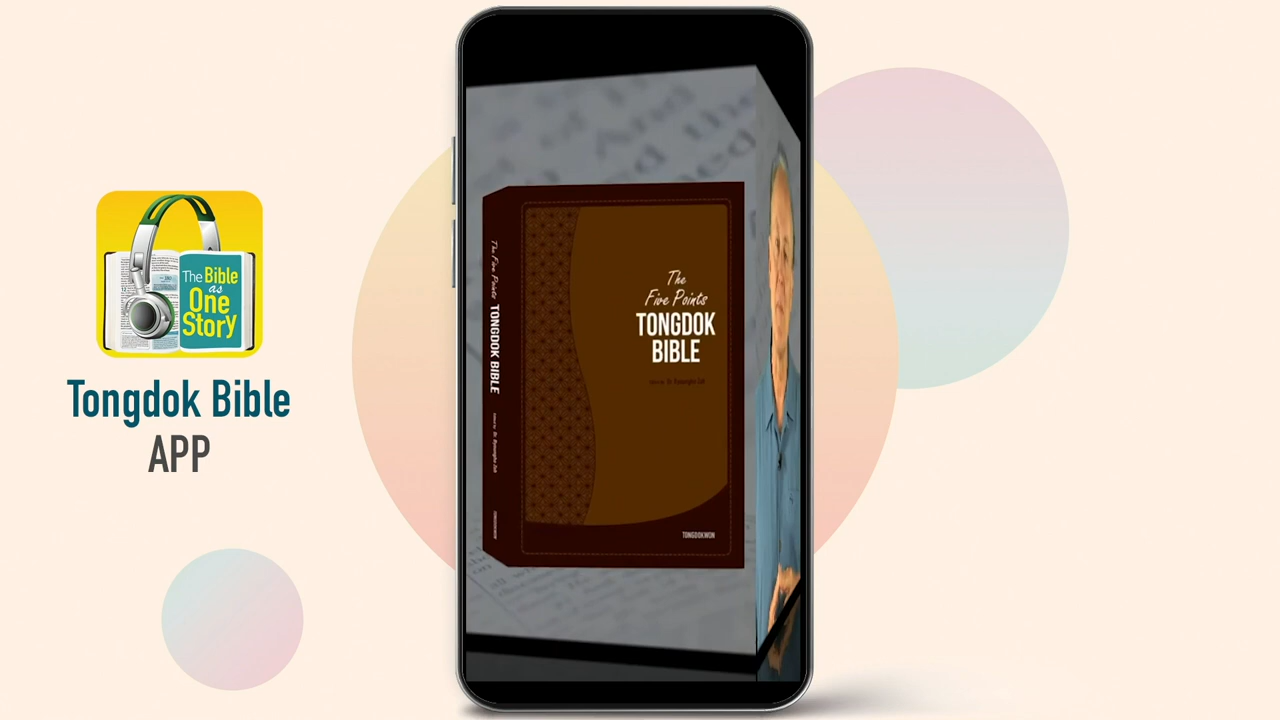 The Bible
as
One
Story
Tongdok Bible
APP
The Five Points TONGDOK BIBLE
The
Five Points
TONGDOK
BIBLE
TONGDOKWON